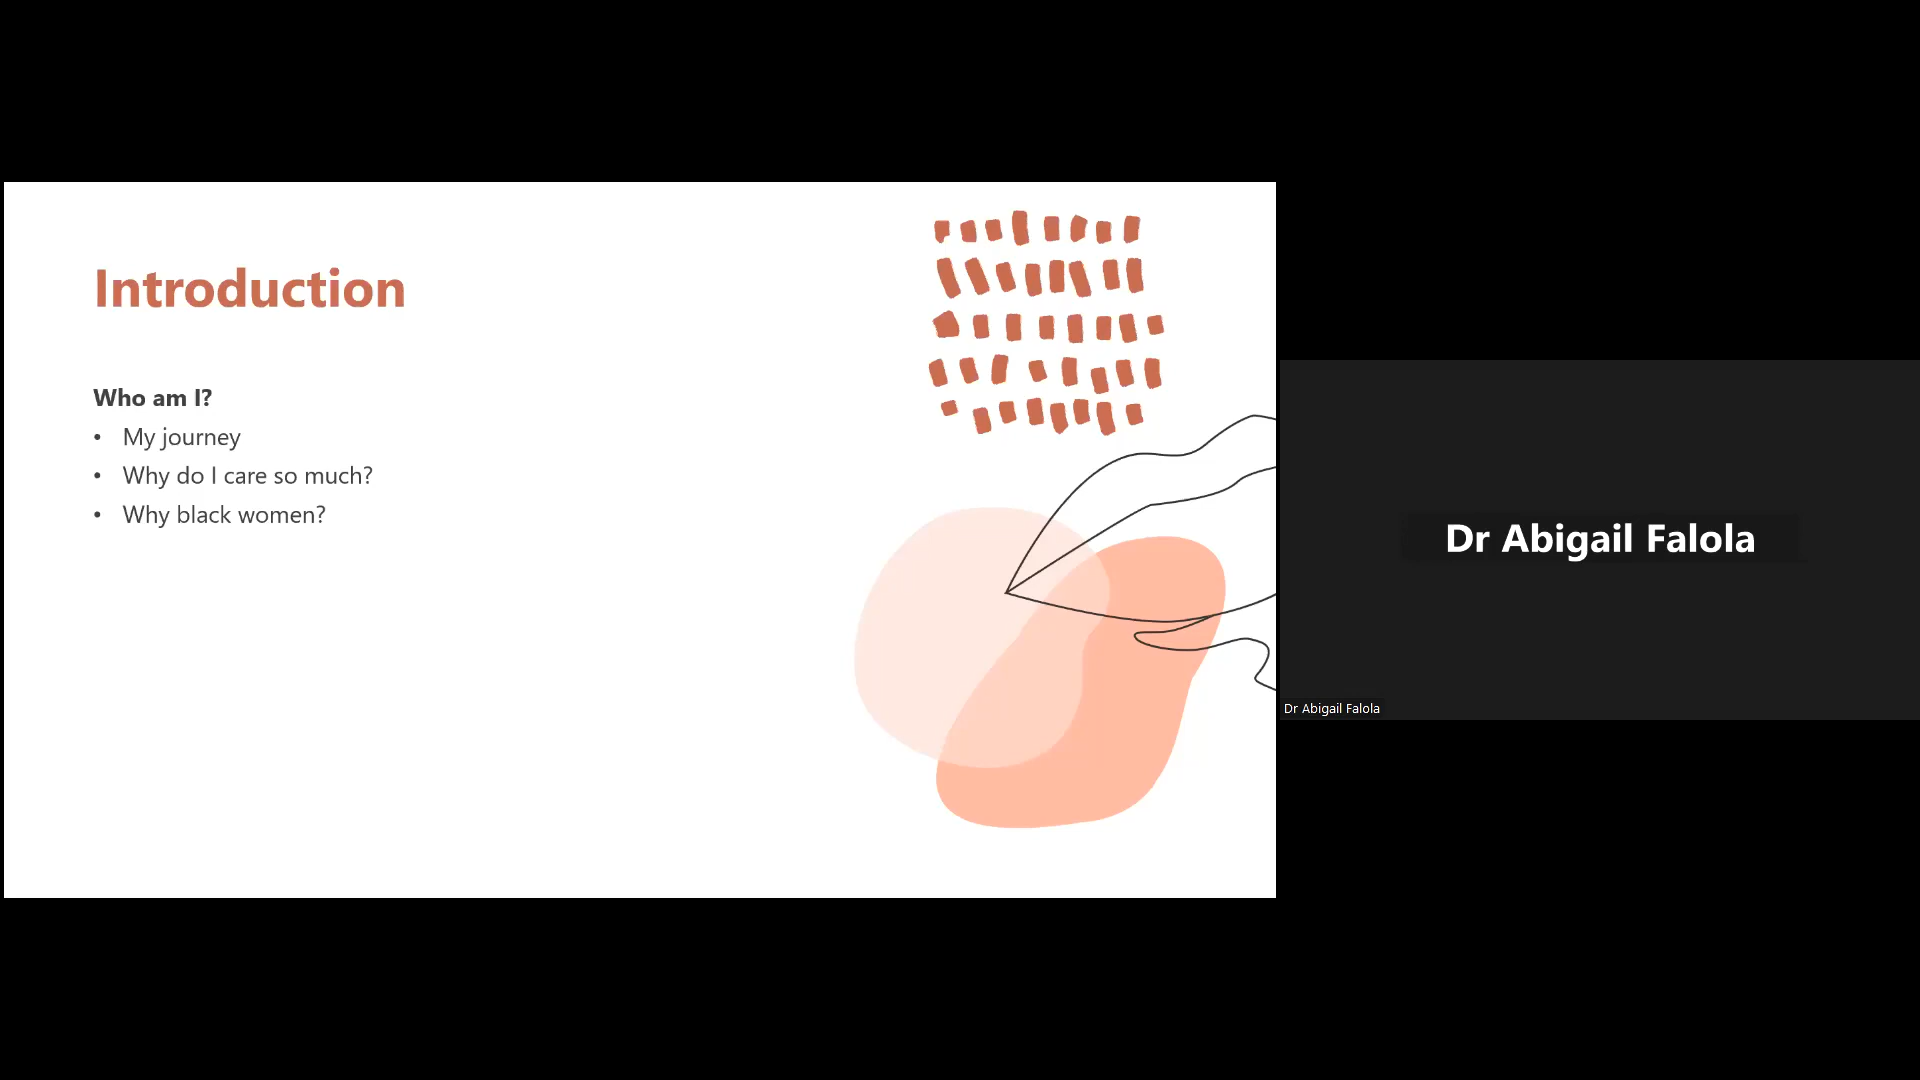 Introduction
Who am I?
• My journey
• Why do I care so much?
• Why black women?
Dr Abigail Falola
Dr Abigail Falola